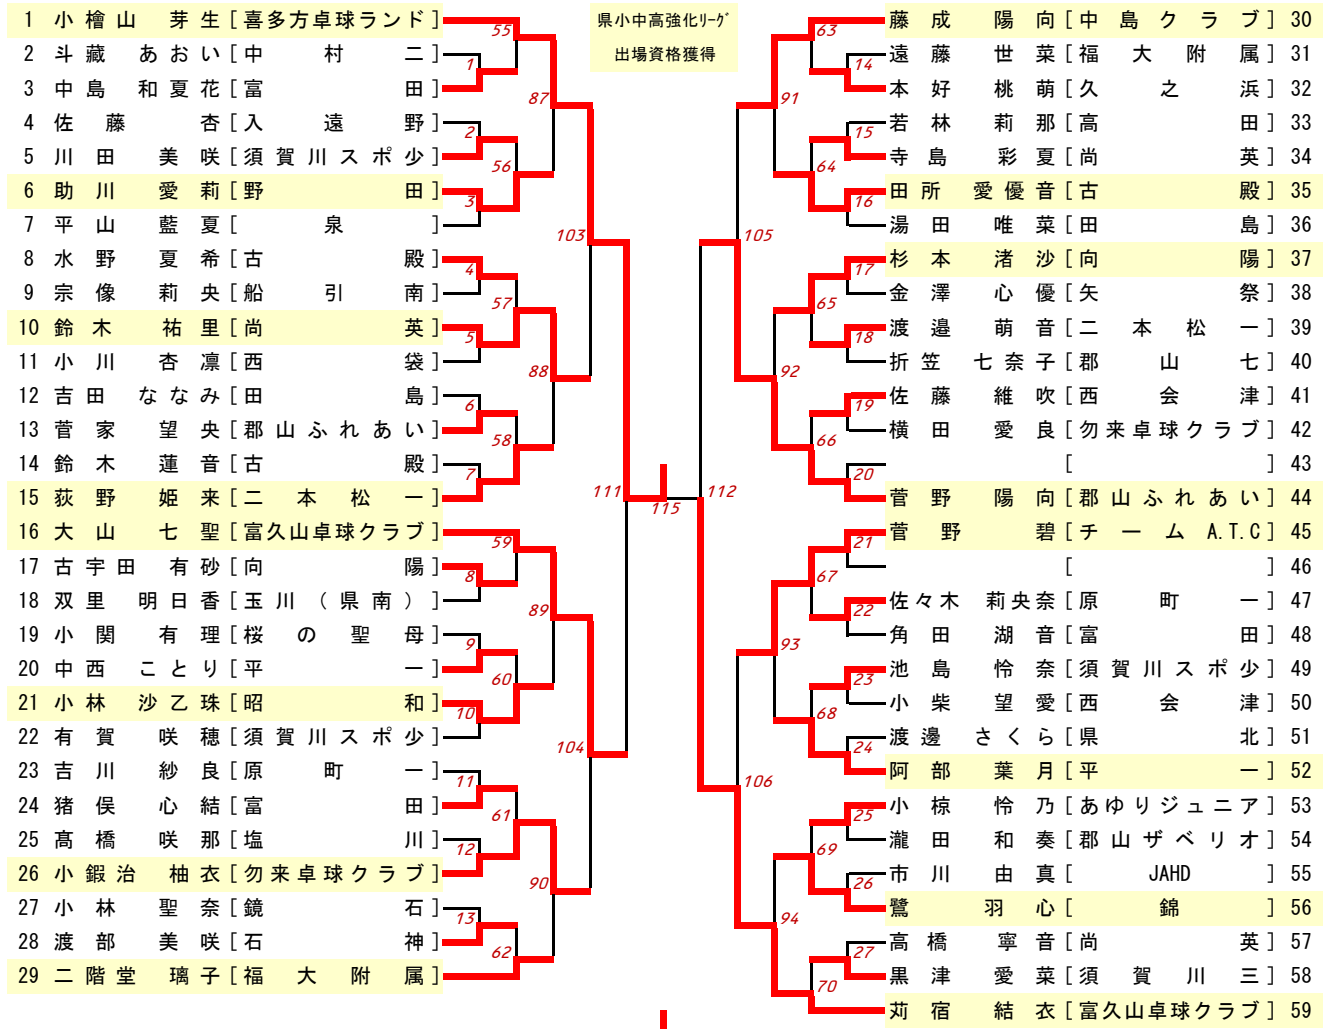 県小中高強化リーグ
出場資格獲得
1 小檜山 芽生 [喜多方卓球ランド]
2 斗藏 あおい [中村二]
3 中島 和夏花 [富田]
4 佐藤 杏 [入遠野]
5 川田 美咲 [須賀川スポ少]
6 助川 愛莉 [野田]
7 平山 藍夏 [泉]
8 水野 夏希 [古殿]
9 宗像 莉央 [船引南]
10 鈴木 祐里 [尚英]
11 小川 杏凛 [西袋]
12 吉田 ななみ [田島]
13 菅家 望央 [郡山ふれあい]
14 鈴木 蓮音 [古殿]
15 荻野 姫来 [二本松一]
16 大山 七聖 [富久山卓球クラブ]
17 古宇田 有砂 [向陽]
18 双里 明日香 [玉川（県南）]
19 小関 有理 [桜の聖母]
20 中西 ことり [平一]
21 小林 沙乙珠 [昭和]
22 有賀 咲穂 [須賀川スポ少]
23 吉川 紗良 [原町一]
24 猪俣 心結 [富田]
25 髙橋 咲那 [塩川]
26 小鍜治 柚衣 [勿来卓球クラブ]
27 小林 聖奈 [鏡石]
28 渡部 美咲 [石神]
29 二階堂 璃子 [福大附属]
55
1
87
2
56
3
103
4
57
5
88
6
58
7
111
59
8
89
9
60
10
104
11
61
12
90
13
62
115
112
63
14
91
15
64
16
105
17
65
18
92
19
66
20
21
67
22
93
23
68
24
106
25
69
26
94
27
70
藤成 陽向 [中島クラブ] 30
遠藤 世菜 [福大附属] 31
本好 桃萌 [久之浜] 32
若林 莉那 [高田] 33
寺島 彩夏 [尚英] 34
田所 愛優音 [古殿] 35
湯田 唯菜 [田島] 36
杉本 渚沙 [向陽] 37
金澤 心優 [矢祭] 38
渡邉 萌音 [二本松一] 39
折笠 七奈子 [郡山七] 40
佐藤 維吹 [西会津] 41
横田 愛良 [勿来卓球クラブ] 42
[ ] 43
菅野 陽向 [郡山ふれあい] 44
菅野 碧 [チームA.T.C] 45
[ ] 46
佐々木 莉央奈 [原町一] 47
角田 湖音 [富田] 48
池島 怜奈 [須賀川スポ少] 49
小柴 望愛 [西会津] 50
渡邊 さくら [県北] 51
阿部 葉月 [平一] 52
小椋 怜乃 [あゆりジュニア] 53
瀧田 和奏 [郡山ザベリオ] 54
市川 由真 [JAHD] 55
鷺 羽心 [錦] 56
高橋 寧音 [尚英] 57
黒津 愛菜 [須賀川三] 58
苅宿 結衣 [富久山卓球クラブ] 59